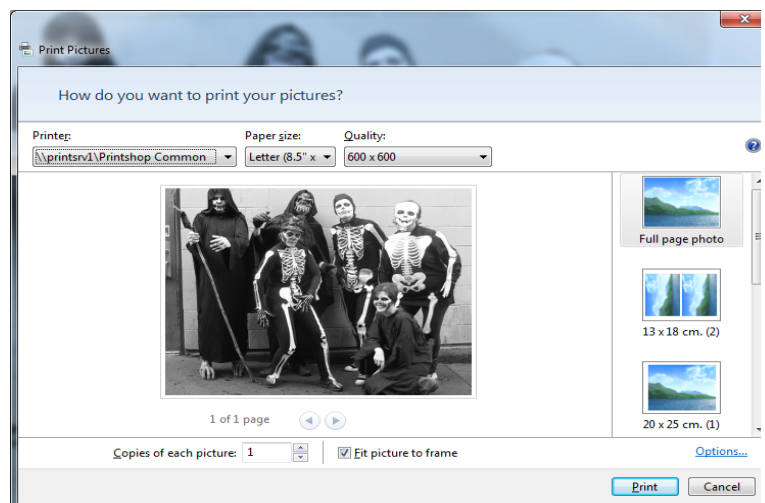 Print Pictures
How do you want to print your pictures?
Printer: Paper size: Quality:
\\printsrv1\Printshop Common Letter (8.5" x 600 x 600
Full page photo
13 x 18 cm. (2)
20 x 25 cm. (1)
1 of 1 page
Copies of each picture: 1 Fit picture to frame Options...
Print Cancel